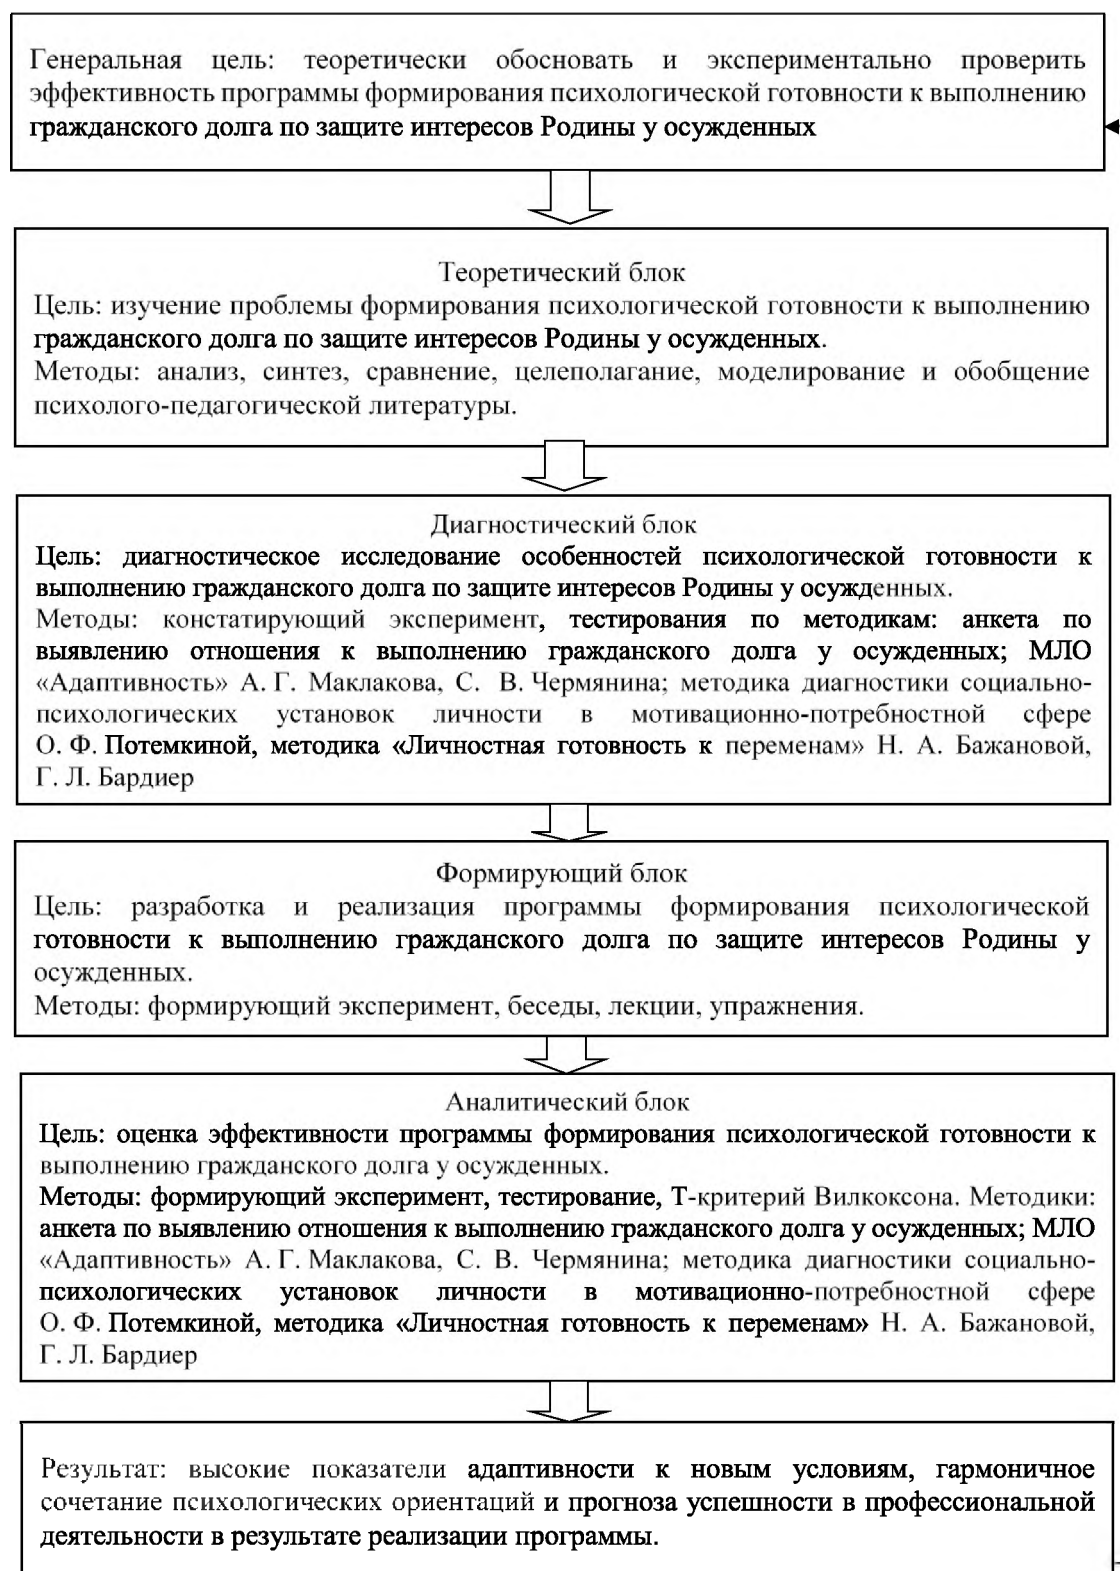 Генеральная цель: теоретически обосновать и экспериментально проверить
эффективность программы формирования психологической готовности к выполнению
гражданского долга по защите интересов Родины у осужденных
Теоретический блок
Цель: изучение проблемы формирования психологической готовности к выполнению
гражданского долга по защите интересов Родины у осужденных.
Методы: анализ, синтез, сравнение, целеполагание, моделирование и обобщение
психолого-педагогической литературы.
Диагностический блок
Цель: диагностическое исследование особенностей психологической готовности к
выполнению гражданского долга по защите интересов Родины у осужденных.
Методы: констатирующий эксперимент, тестирования по методикам: анкета по
выявлению отношения к выполнению гражданского долга у осужденных; МЛО
«Адаптивность» А. Г. Маклакова, С. В. Чермянина; методика диагностики социально-
психологических установок личности в мотивационно-потребностной сфере
О. Ф. Потемкиной, методика «Личностная готовность к переменам» Н. А. Бажановой,
Г. Л. Бардиер
Формирующий блок
Цель: разработка и реализация программы формирования психологической
готовности к выполнению гражданского долга по защите интересов Родины у
осужденных.
Методы: формирующий эксперимент, беседы, лекции, упражнения.
Аналитический блок
Цель: оценка эффективности программы формирования психологической готовности к
выполнению гражданского долга у осужденных.
Методы: формирующий эксперимент, тестирование, Т-критерий Вилкоксона. Методики:
анкета по выявлению отношения к выполнению гражданского долга у осужденных; МЛО
«Адаптивность» А. Г. Маклакова, С. В. Чермянина; методика диагностики социально-
психологических установок личности в мотивационно-потребностной сфере
О. Ф. Потемкиной, методика «Личностная готовность к переменам» Н. А. Бажановой,
Г. Л. Бардиер
Результат: высокие показатели адаптивности к новым условиям, гармоничное
сочетание психологических ориентаций и прогноза успешности в профессиональной
деятельности в результате реализации программы.